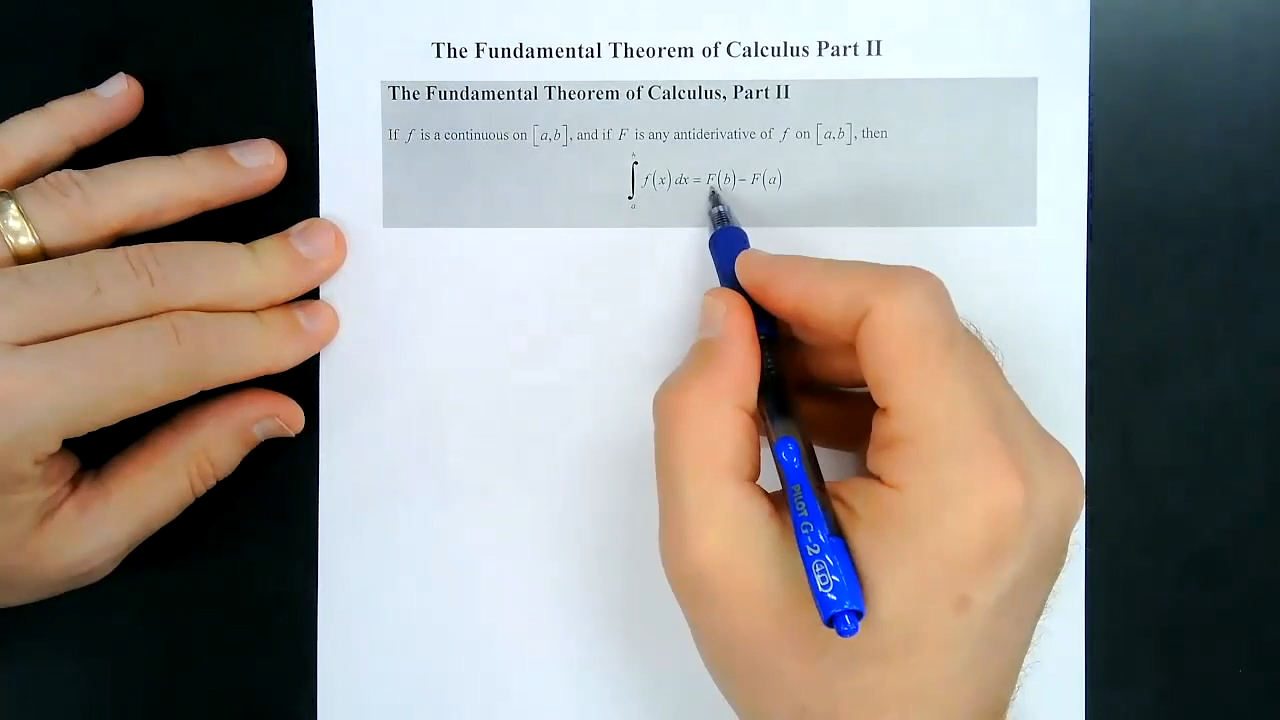 The Fundamental Theorem of Calculus Part II
The Fundamental Theorem of Calculus, Part II
If f is a continuous on [a,b], and if F is any antiderivative of f on [a,b], then
∫ₐᵇ f(x) dx = F(b) − F(a)
PILOT G-2